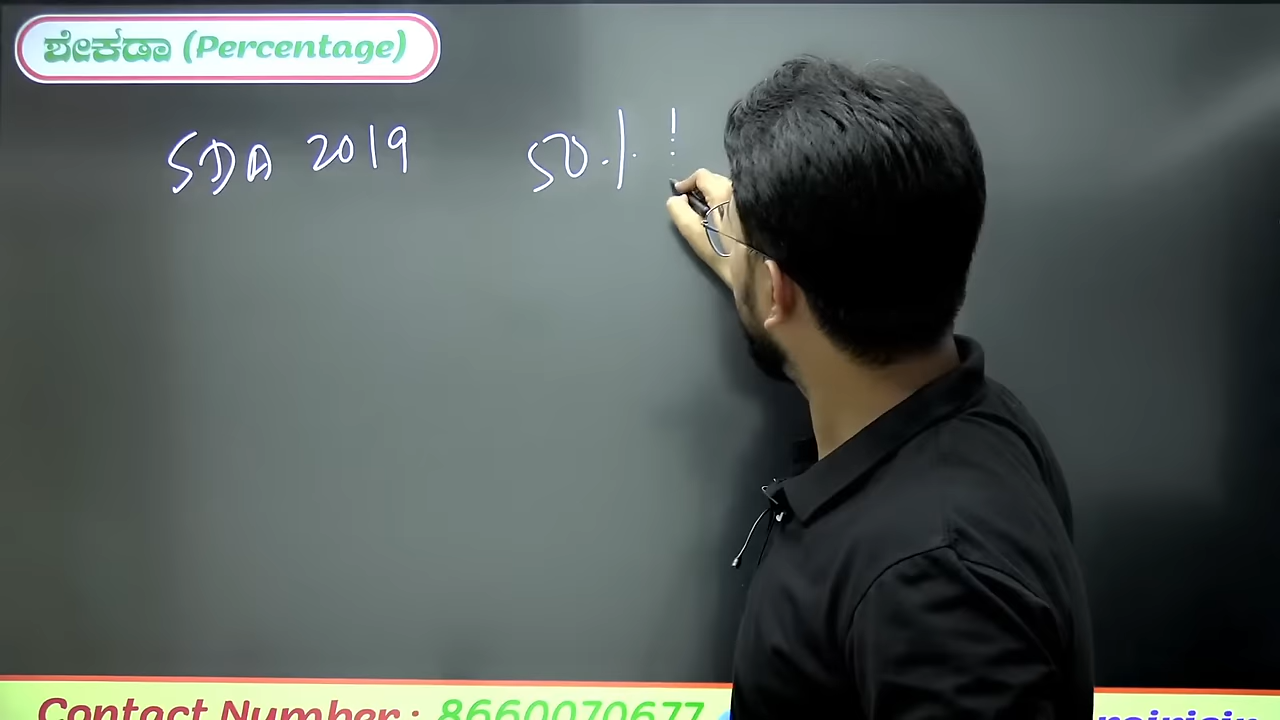 ಶೇಕಡಾ (Percentage)
SDA 2019 50%
Contact Number : 8660070677